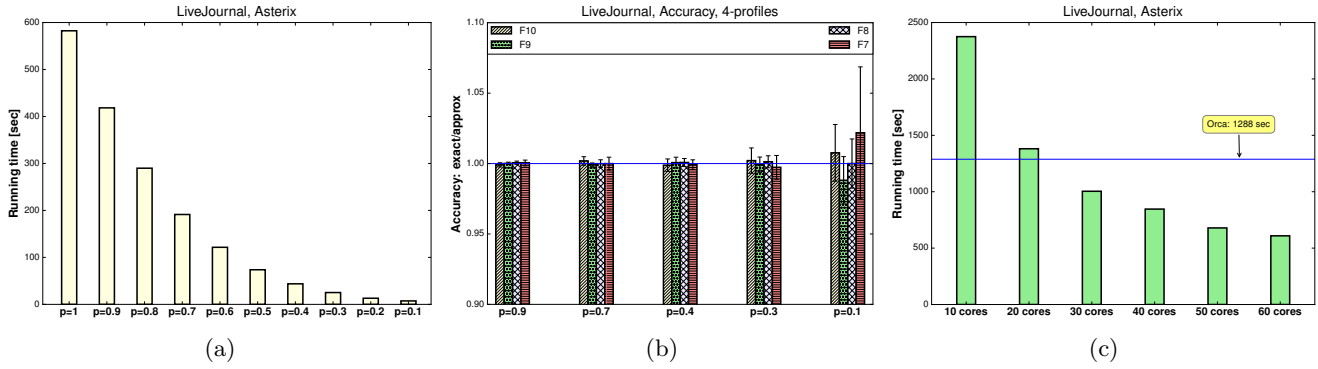 LiveJournal, Asterix
Running time [sec]
600
500
400
300
200
100
0
p=1 p=0.9 p=0.8 p=0.7 p=0.6 p=0.5 p=0.4 p=0.3 p=0.2 p=0.1
(a)
LiveJournal, Accuracy, 4-profiles
F10 F8
F9 F7
Accuracy: exact/approx
1.10
1.05
1.00
0.95
0.90
p=0.9 p=0.7 p=0.4 p=0.3 p=0.1
(b)
LiveJournal, Asterix
Running time [sec]
2500
2000
1500
1000
500
0
Orca: 1288 sec
10 cores 20 cores 30 cores 40 cores 50 cores 60 cores
(c)